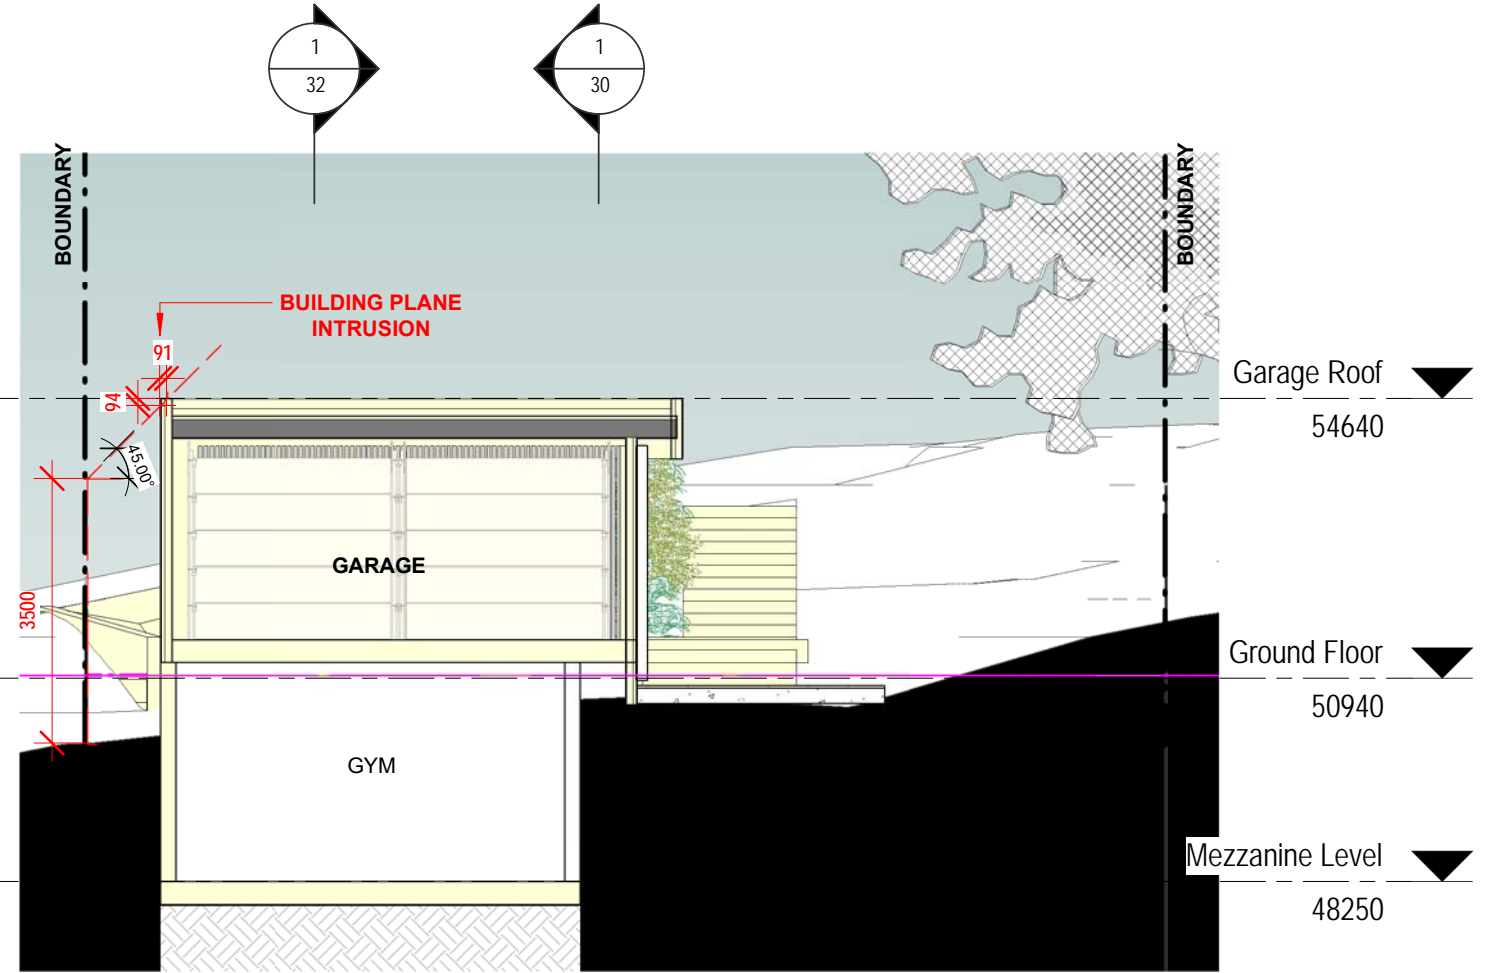 1
32
1
30
BOUNDARY
BOUNDARY
BUILDING PLANE
INTRUSION
91
94
45.00°
3500
Garage Roof
54640
GARAGE
Ground Floor
50940
GYM
Mezzanine Level
48250